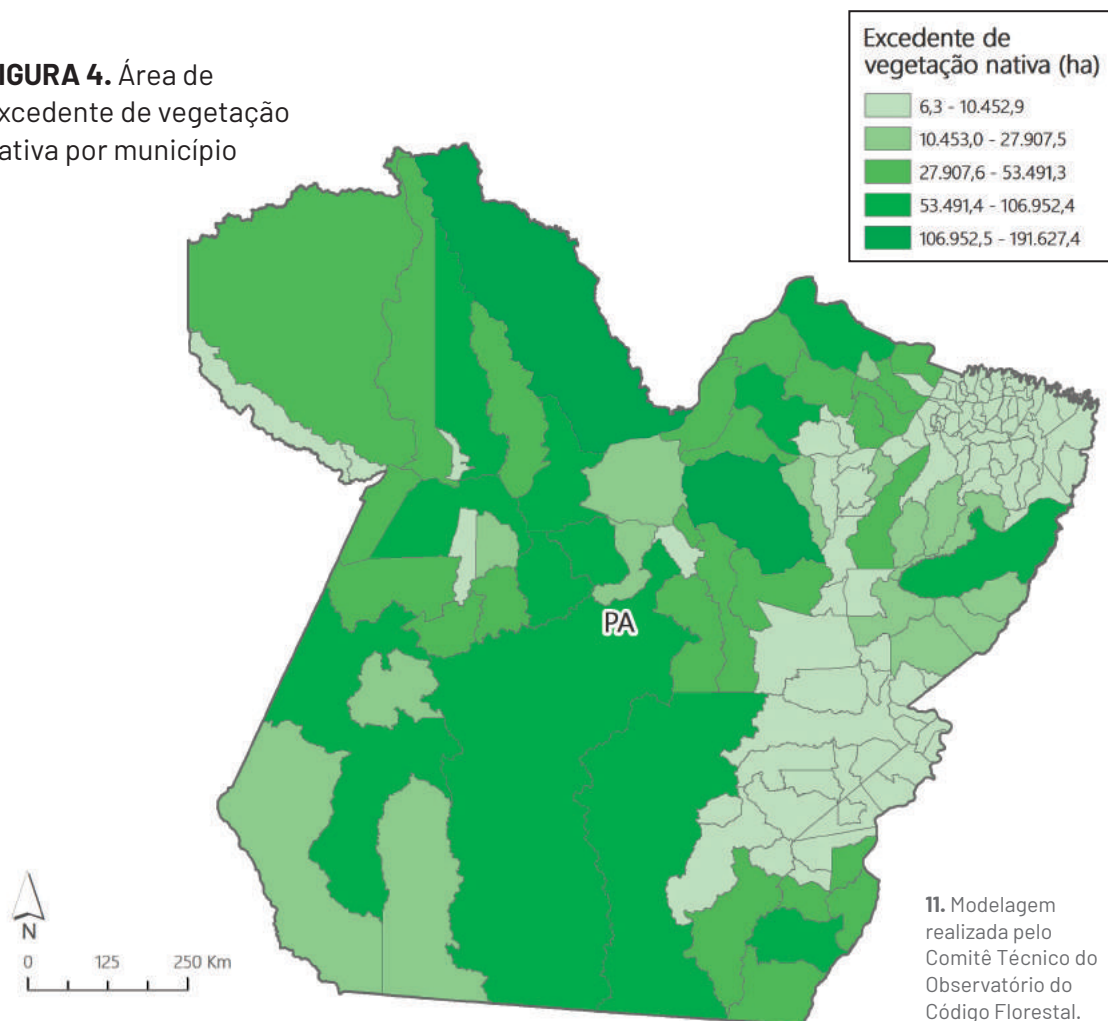 IGURA 4. Área de
xcedente de vegetação
ativa por município
Excedente de
vegetação nativa (ha)
6,3 - 10.452,9
10.453,0 - 27.907,5
27.907,6 - 53.491,3
53.491,4 - 106.952,4
106.952,5 - 191.627,4
PA
N
0 125 250 Km
11. Modelagem
realizada pelo
Comitê Técnico do
Observatório do
Código Florestal.